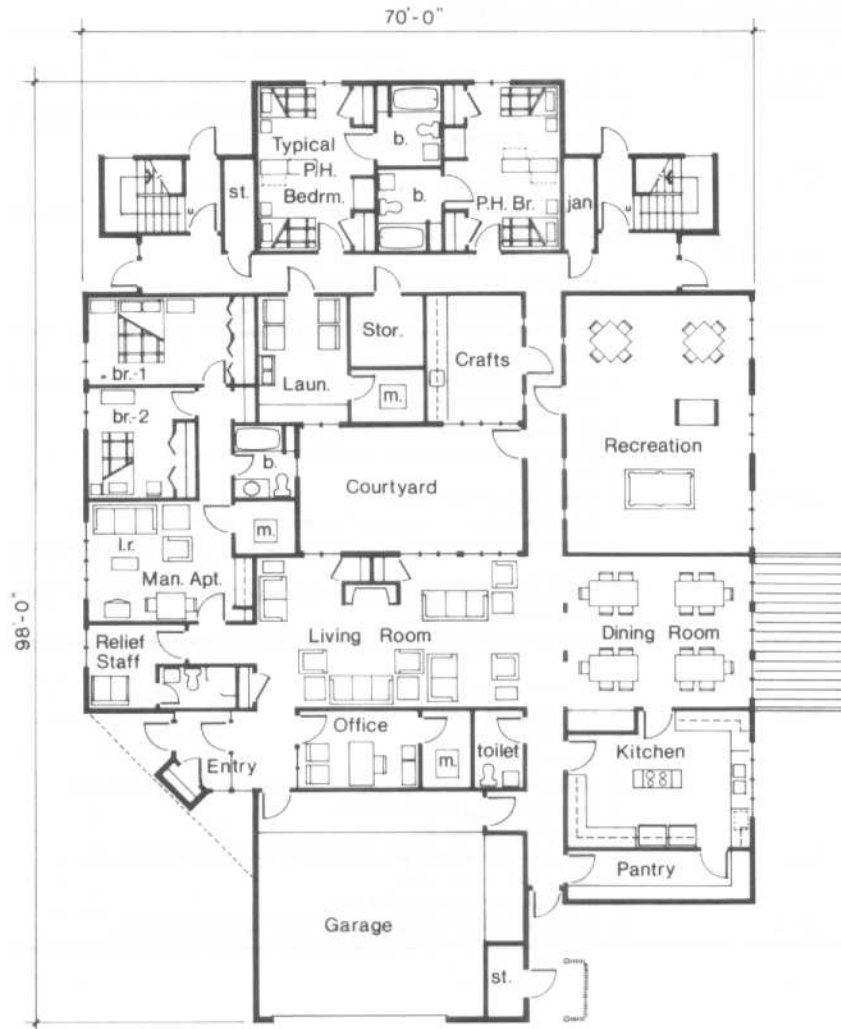 70'-0"
Typical
P.H.
Bedrm.
b.
b.
P.H. Br.
st.
jan
br.-1
br.-2
Laun.
Stor.
m.
Crafts
Recreation
b.
Courtyard
l.r.
m.
Man. Apt.
98'-0"
Relief
Staff
Living Room
Dining Room
Office
m.
toilet
Entry
Kitchen
Pantry
Garage
st.